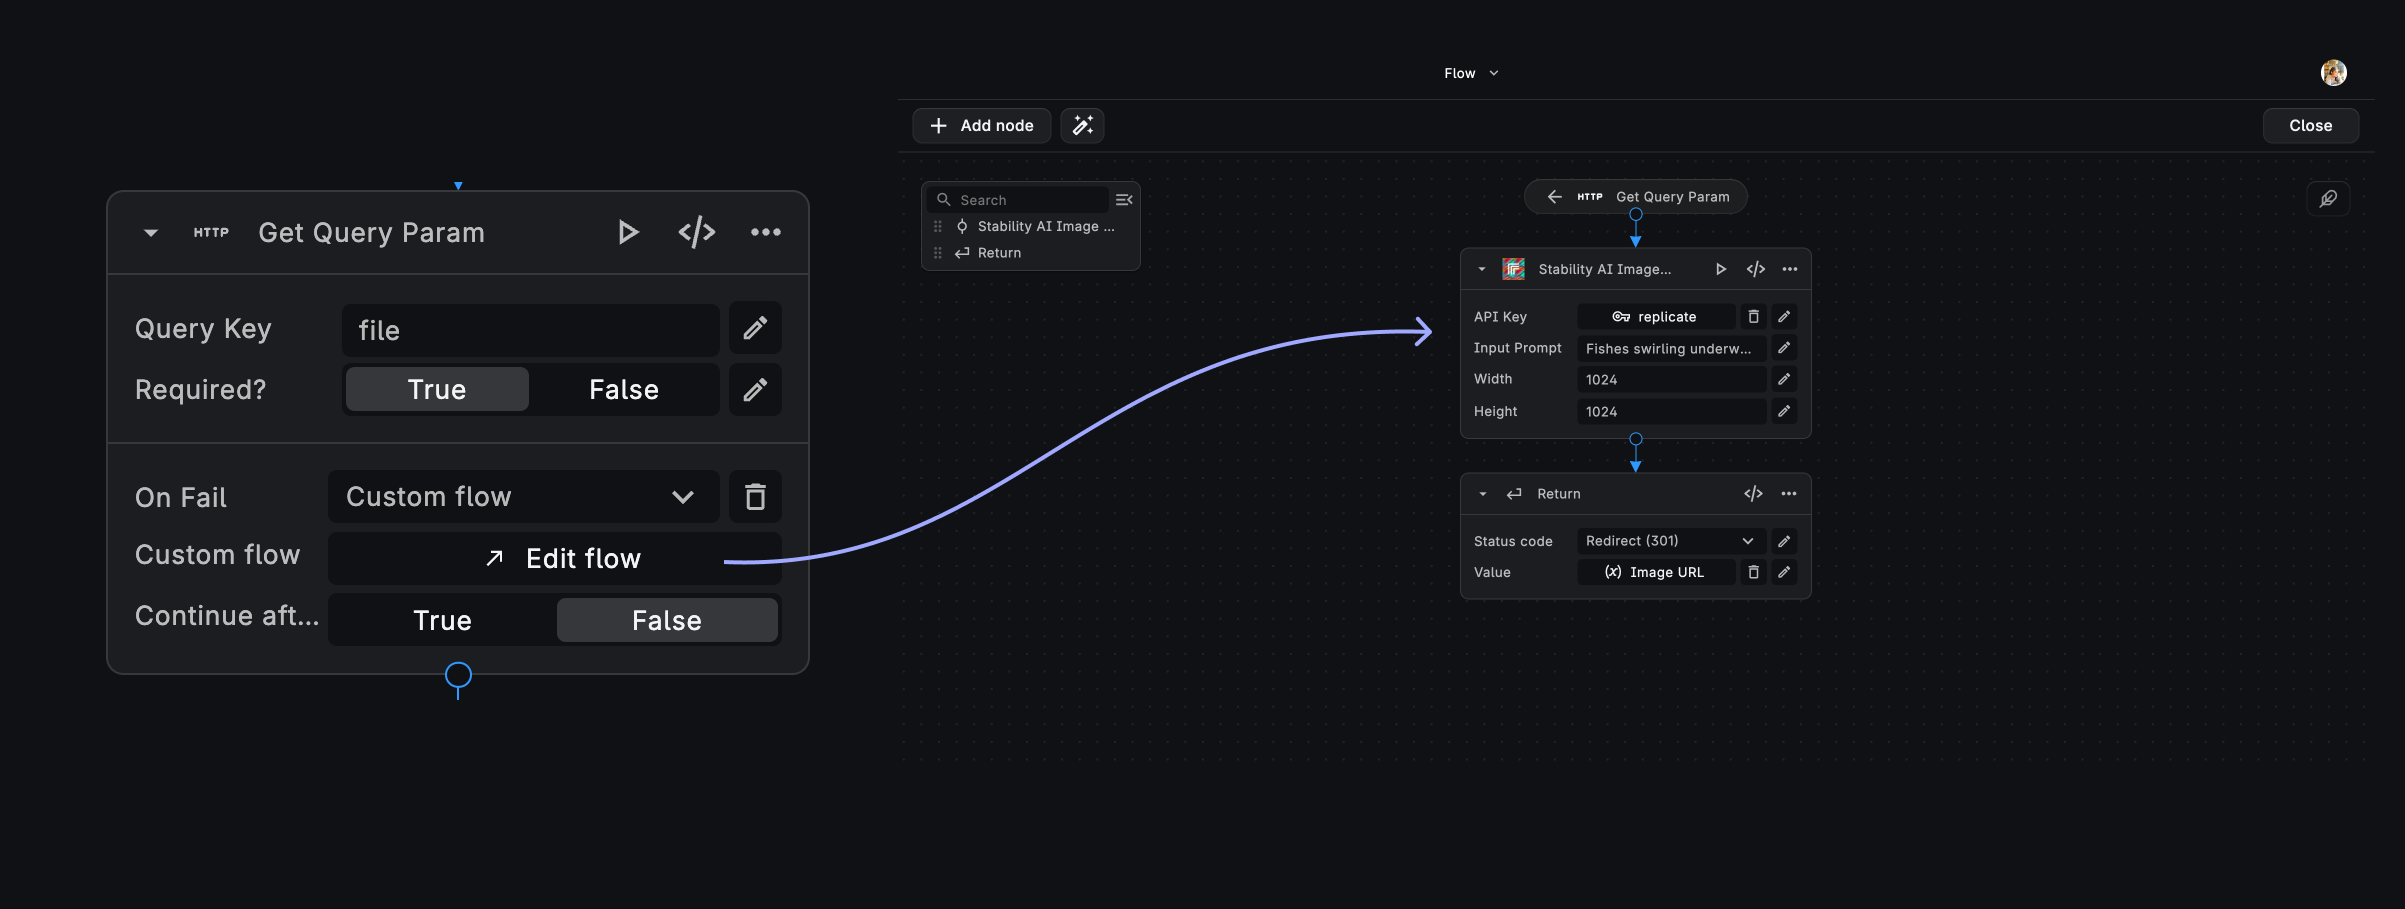 HTTP Get Query Param
Query Key file
Required? True False
On Fail Custom flow
Custom flow Edit flow
Continue aft... True False
Flow
Add node
Close
Search
Stability AI Image ...
Return
HTTP Get Query Param
Stability AI Image...
API Key replicate
Input Prompt Fishes swirling underw...
Width 1024
Height 1024
Return
Status code Redirect (301)
Value (x) Image URL